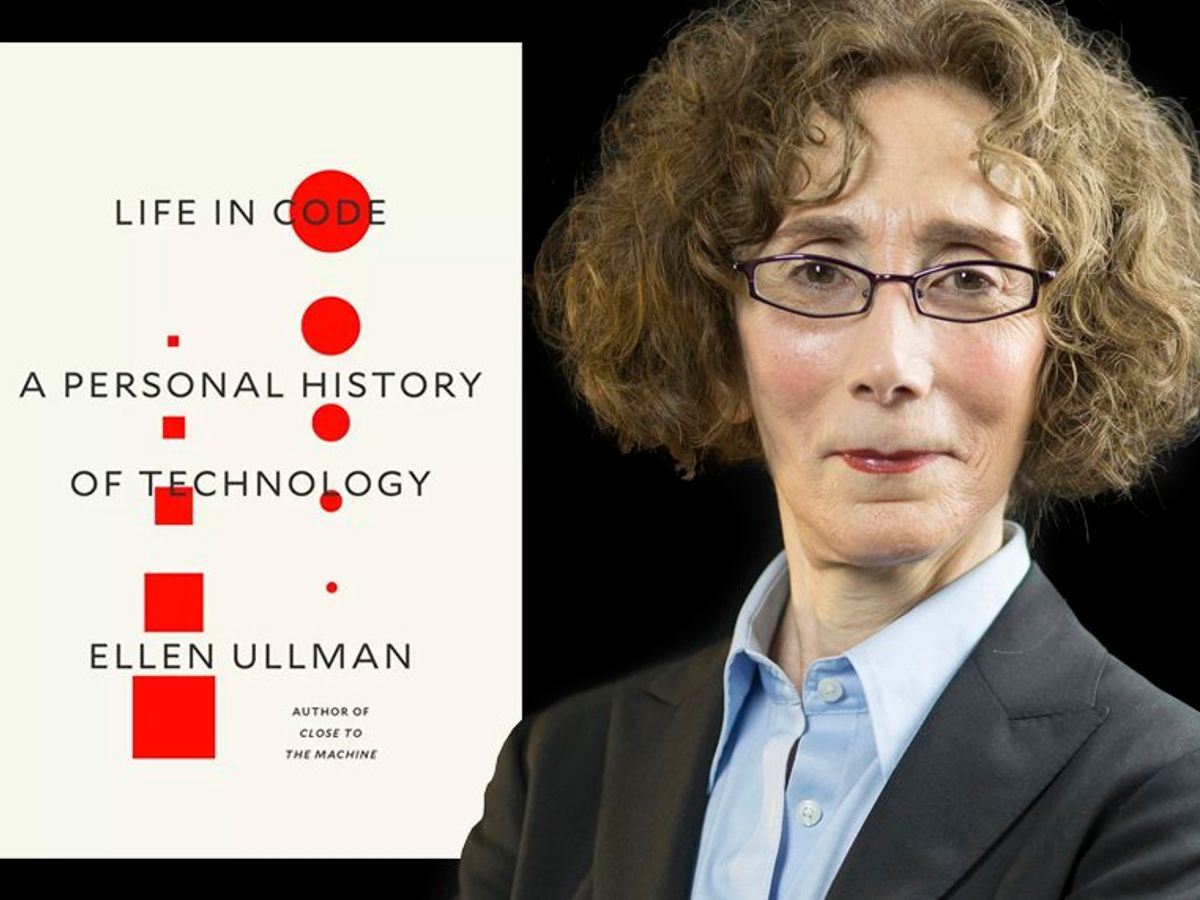 LIFE IN CODE
A PERSONAL HISTORY
OF TECHNOLOGY
ELLEN ULLMAN
AUTHOR OF
CLOSE TO
THE MACHINE